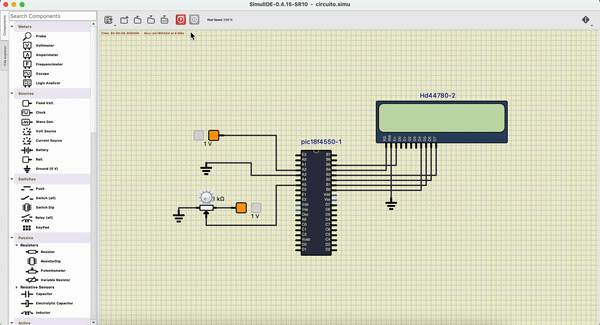 SimulIDE-0.4.15-SR10 - circuito.simu
Search Components
Real Speed: 0.00 %
Components
File explorer
Meters
Probe
Voltimeter
Amperimeter
Frequencimeter
Oscope
Logic Analizer
Sources
Fixed Volt.
Clock
Wave Gen.
Volt. Source
Current Source
Battery
Rail.
Ground (0 V)
Switches
Push
Switch (all)
Switch Dip
Relay (all)
KeyPad
Passive
Resistors
Resistor
ResistorDip
Potentiometer
Variable Resistor
Resistive Sensors
Capacitor
Electrolytic Capacitor
Inductor
Active
Hd44780-2
pic18f4550-1
1 V
1 kΩ
1 V